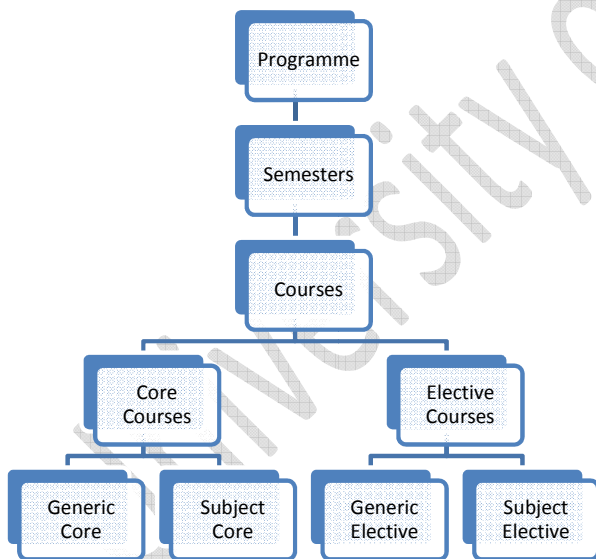 Programme
Semesters
Courses
Core
Courses
Elective
Courses
Generic
Core
Subject
Core
Generic
Elective
Subject
Elective